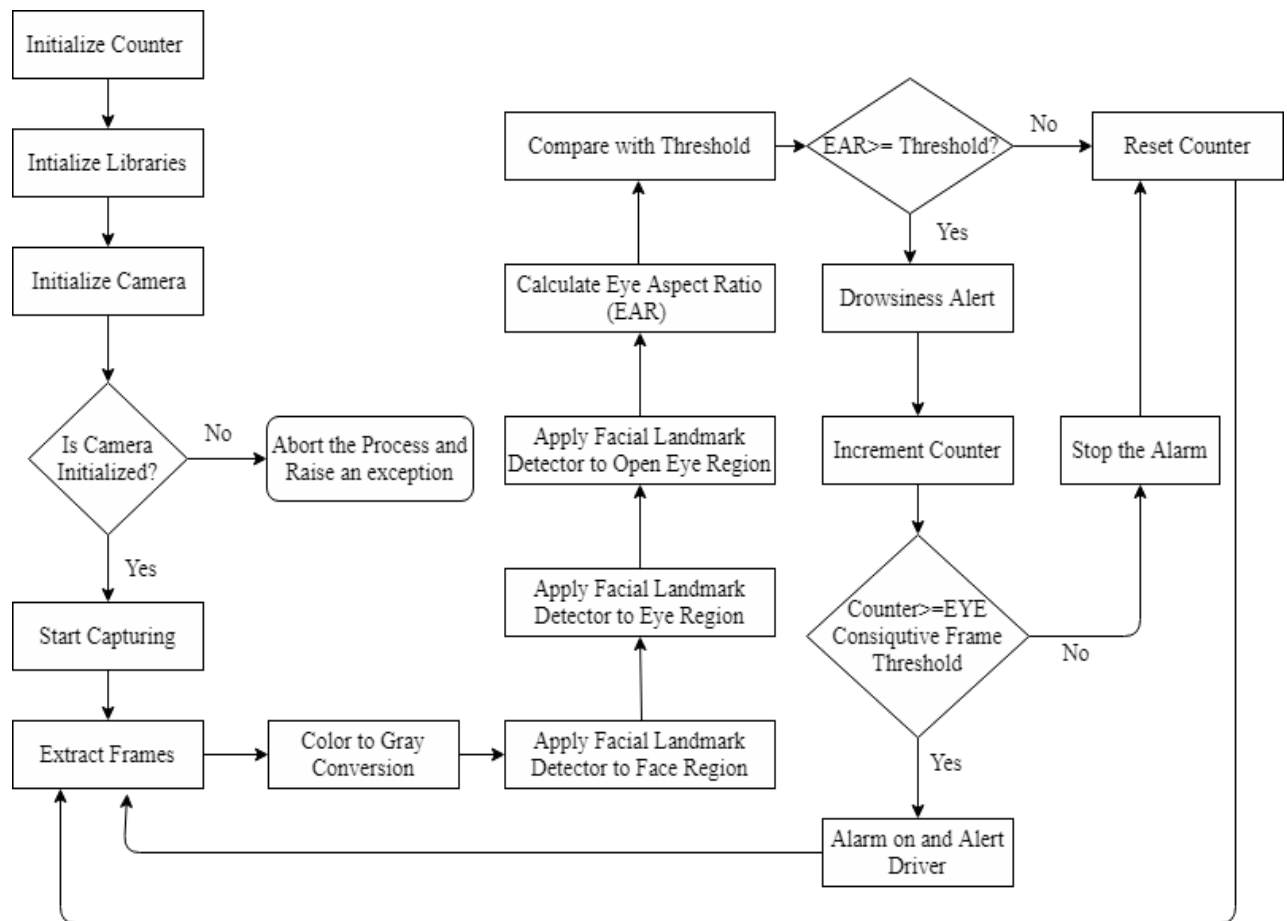 Initialize Counter
Intialize Libraries
Initialize Camera
Is Camera
Initialized?
No
Abort the Process and
Raise an exception
Yes
Start Capturing
Extract Frames
Color to Gray
Conversion
Apply Facial Landmark
Detector to Face Region
Apply Facial Landmark
Detector to Eye Region
Apply Facial Landmark
Detector to Open Eye Region
Calculate Eye Aspect Ratio
(EAR)
Compare with Threshold
EAR>= Threshold?
No
Reset Counter
Yes
Drowsiness Alert
Increment Counter
Stop the Alarm
Counter>=EYE
Consiqutive Frame
Threshold
No
Yes
Alarm on and Alert
Driver